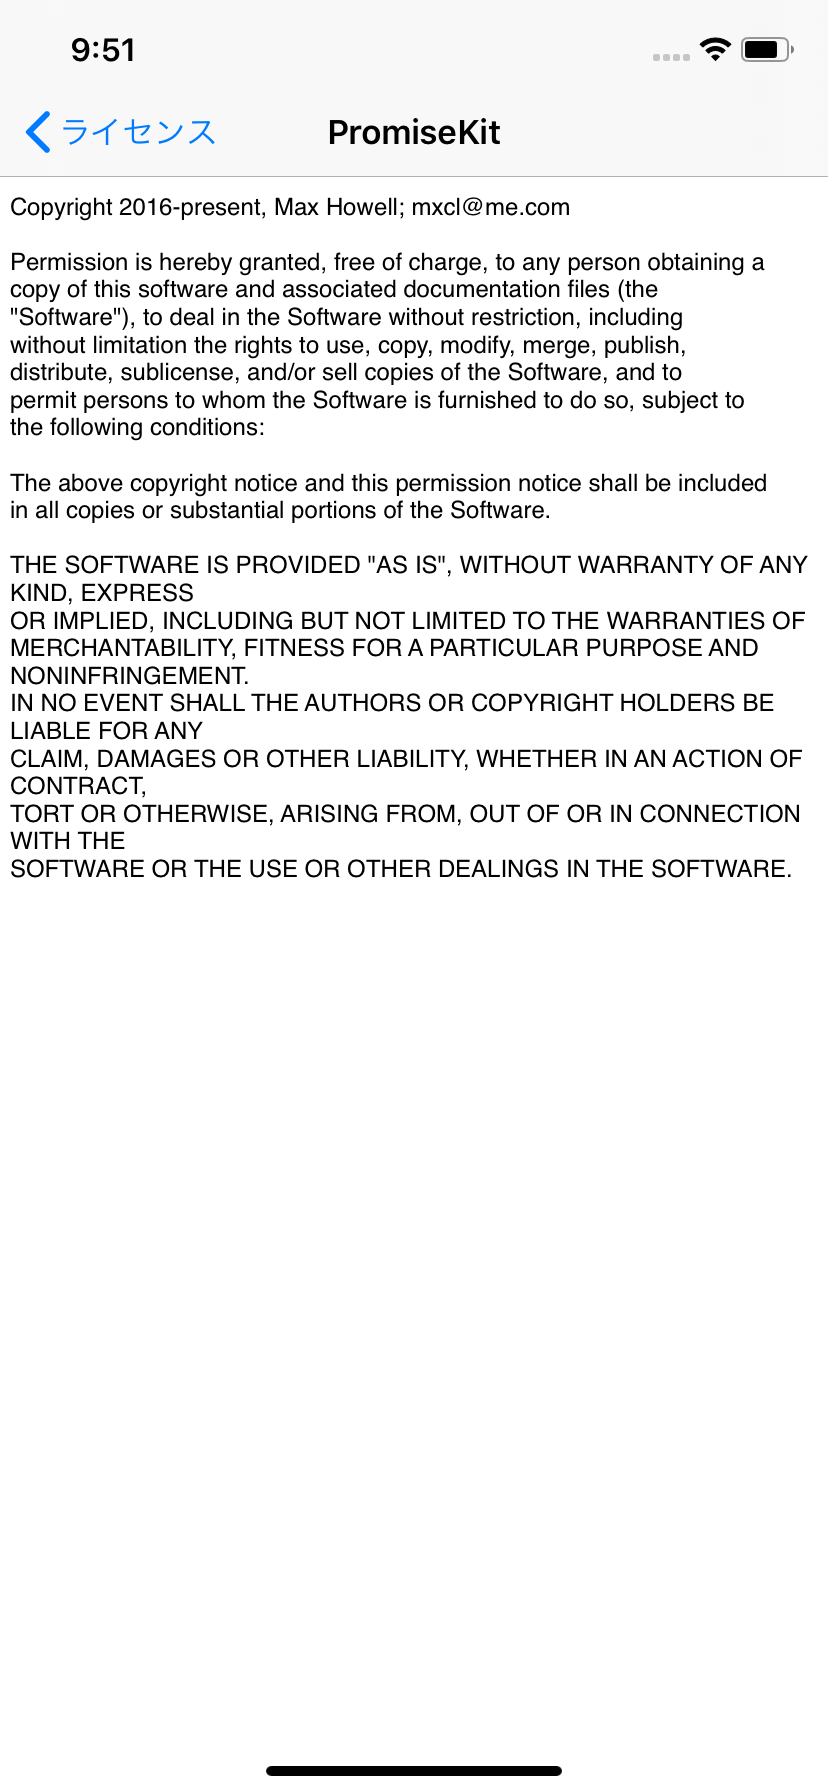 9:51
ライセンス PromiseKit
Copyright 2016-present, Max Howell; mxcl@me.com
Permission is hereby granted, free of charge, to any person obtaining a
copy of this software and associated documentation files (the
"Software"), to deal in the Software without restriction, including
without limitation the rights to use, copy, modify, merge, publish,
distribute, sublicense, and/or sell copies of the Software, and to
permit persons to whom the Software is furnished to do so, subject to
the following conditions:
The above copyright notice and this permission notice shall be included
in all copies or substantial portions of the Software.
THE SOFTWARE IS PROVIDED "AS IS", WITHOUT WARRANTY OF ANY
KIND, EXPRESS
OR IMPLIED, INCLUDING BUT NOT LIMITED TO THE WARRANTIES OF
MERCHANTABILITY, FITNESS FOR A PARTICULAR PURPOSE AND
NONINFRINGEMENT.
IN NO EVENT SHALL THE AUTHORS OR COPYRIGHT HOLDERS BE
LIABLE FOR ANY
CLAIM, DAMAGES OR OTHER LIABILITY, WHETHER IN AN ACTION OF
CONTRACT,
TORT OR OTHERWISE, ARISING FROM, OUT OF OR IN CONNECTION
WITH THE
SOFTWARE OR THE USE OR OTHER DEALINGS IN THE SOFTWARE.